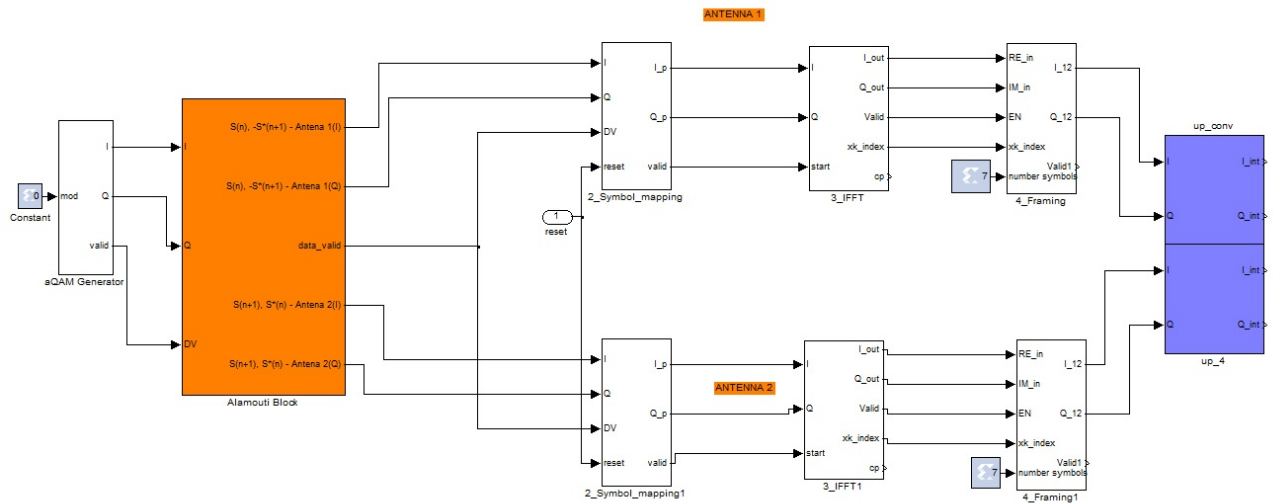 ANTENNA 1
0
Constant
mod
I
Q
valid
aQAM Generator
I
Q
DV
S(n), -S*(n+1) - Antena 1(I)
S(n), -S*(n+1) - Antena 1(Q)
data_valid
S(n+1), S*(n) - Antena 2(I)
S(n+1), S*(n) - Antena 2(Q)
Alamouti Block
1
reset
I
Q
DV
reset
I_p
Q_p
valid
2_Symbol_mapping
I
Q
start
I_out
Q_out
Valid
xk_index
cp
3_IFFT
7
RE_in
IM_in
EN
xk_index
number symbols
I_12
Q_12
Valid1
4_Framing
up_conv
I
Q
I_int
Q_int
I
Q
I_int
Q_int
up_4
ANTENNA 2
I
Q
DV
reset
I_p
Q_p
valid
2_Symbol_mapping1
I
Q
start
I_out
Q_out
Valid
xk_index
cp
3_IFFT1
7
RE_in
IM_in
EN
xk_index
number symbols
I_12
Q_12
Valid1
4_Framing1